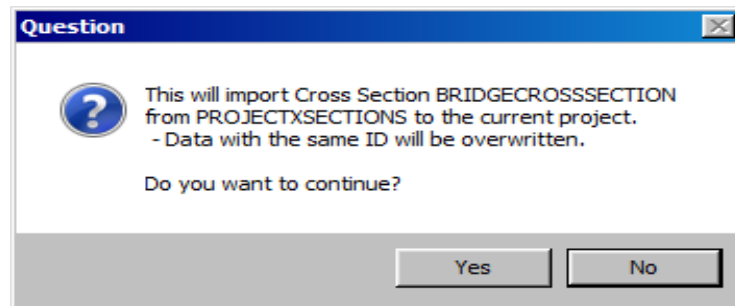 Question
This will import Cross Section BRIDGECROSSSECTION
from PROJECTXSECTIONS to the current project.
- Data with the same ID will be overwritten.
Do you want to continue?
Yes No